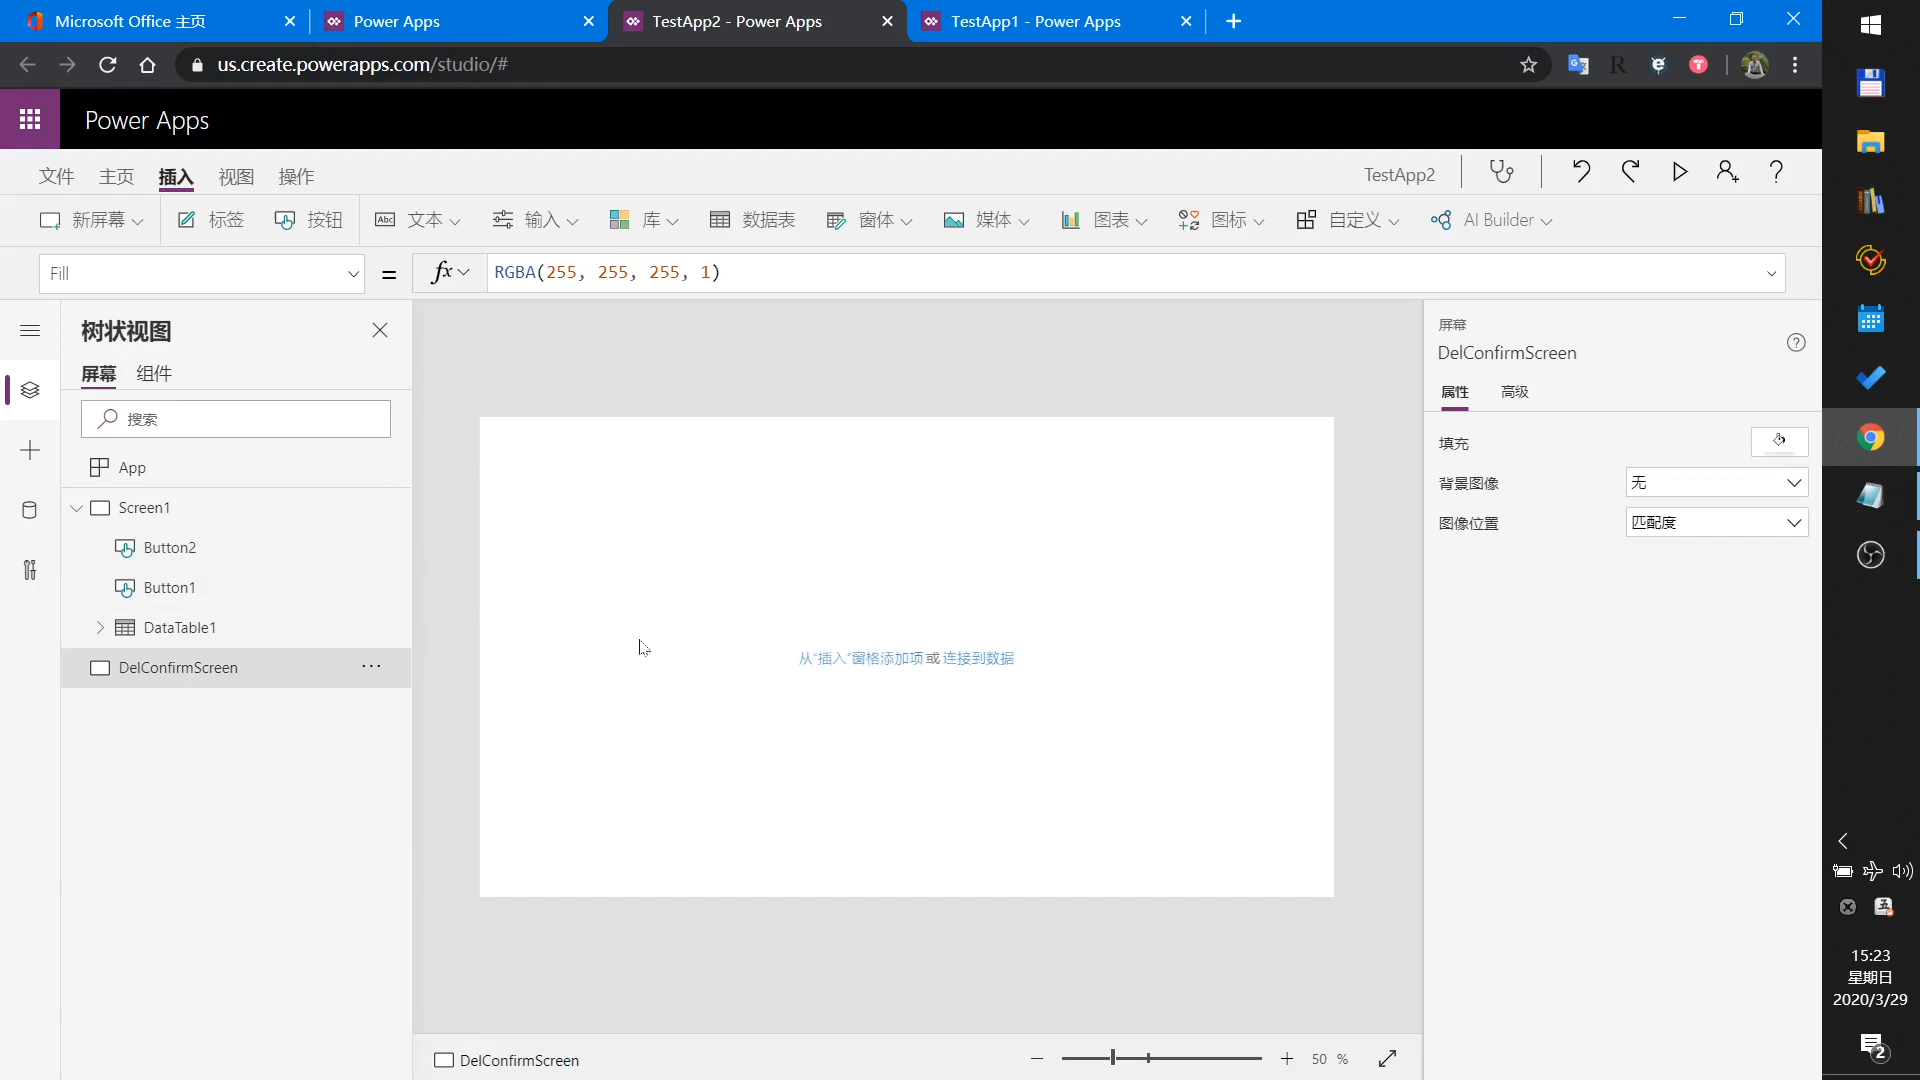 Microsoft Office 主页
Power Apps
TestApp2 - Power Apps
TestApp1 - Power Apps
us.create.powerapps.com/studio/#
Power Apps
文件 主页 插入 视图 操作
TestApp2
新屏幕 标签 按钮 文本 输入 库 数据表 窗体 媒体 图表 图标 自定义 AI Builder
Fill
=
fx
RGBA(255, 255, 255, 1)
树状视图
屏幕 组件
搜索
App
Screen1
Button2
Button1
DataTable1
DelConfirmScreen
从“插入”窗格添加项 或 连接到数据
屏幕
DelConfirmScreen
属性 高级
填充
背景图像 无
图像位置 匹配度
DelConfirmScreen
50 %
15:23
星期日
2020/3/29
2